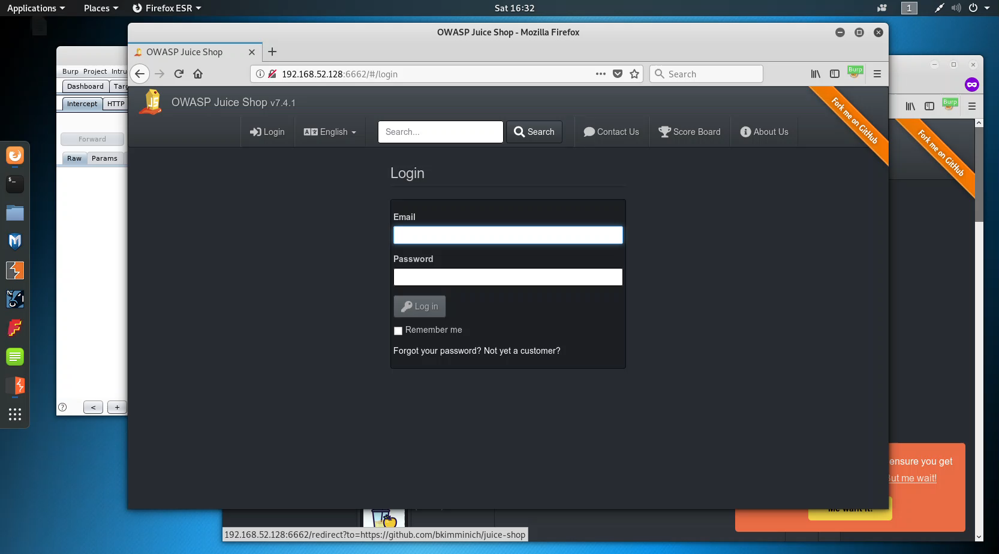 Applications Places Firefox ESR Sat 16:32 1
OWASP Juice Shop - Mozilla Firefox
OWASP Juice Shop
192.168.52.128:6662/#/login Search Burp
OWASP Juice Shop v7.4.1
Login English Search... Search Contact Us Score Board About Us
Fork me on GitHub
Login
Email
Password
Log in
Remember me
Forgot your password? Not yet a customer?
Burp Project Intru
Dashboard Targ
Intercept HTTP
Forward
Raw Params
? < +
Burp
Fork me on GitHub
ensure you get
But me wait!
Me want it!
192.168.52.128:6662/redirect?to=https://github.com/bkimminich/juice-shop